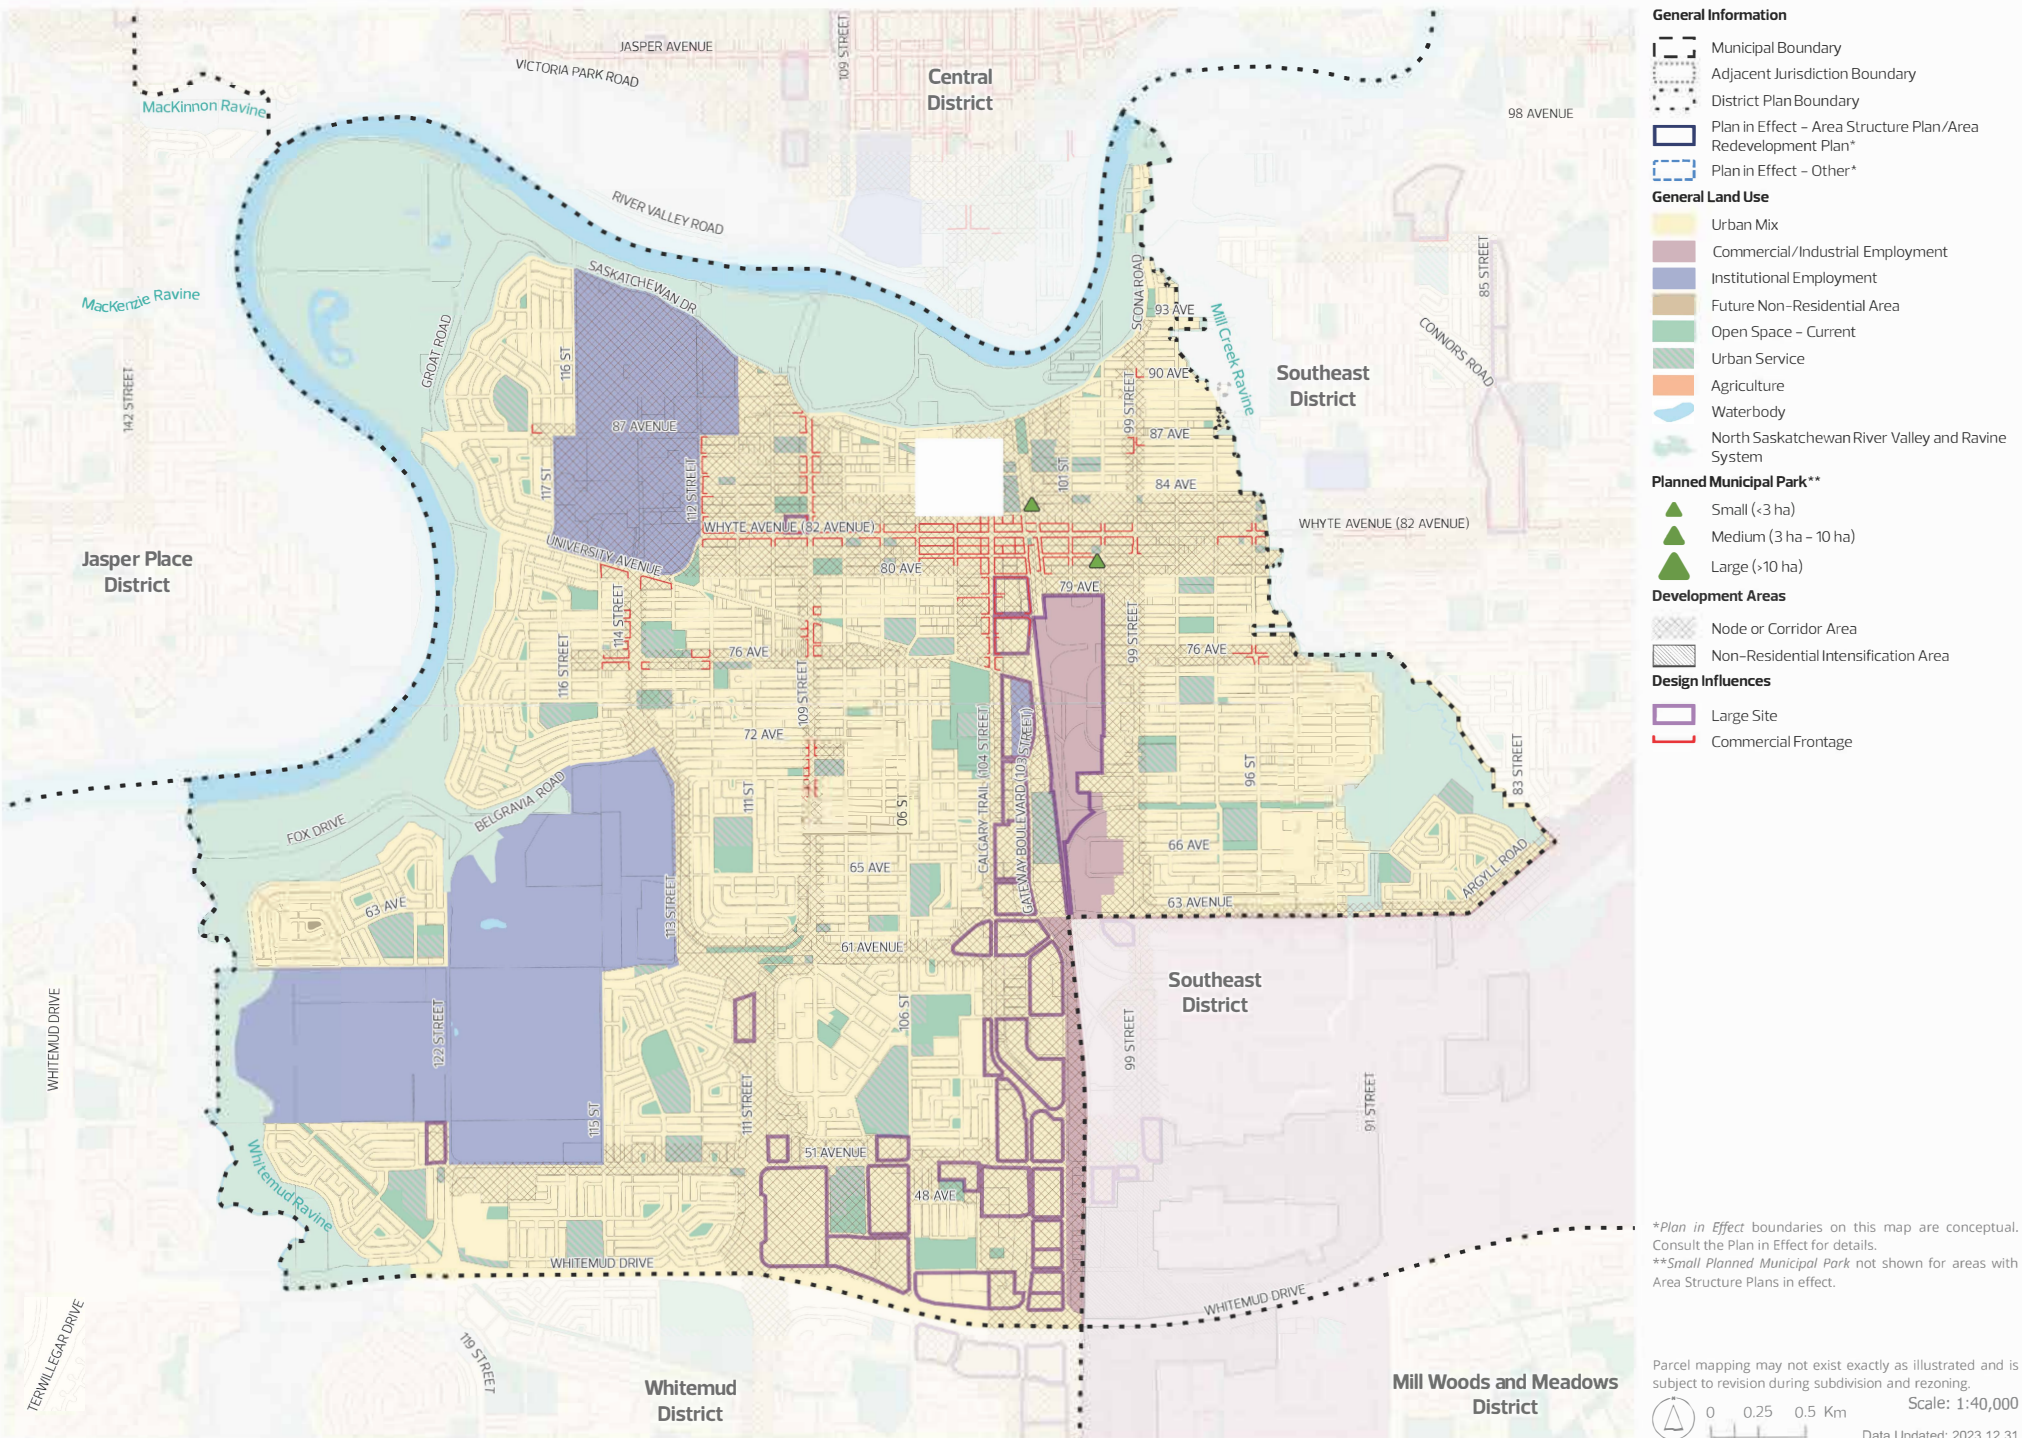 JASPER AVENUE
VICTORIA PARK ROAD
109 STREET
Central
District
98 AVENUE
MacKinnon Ravine
RIVER VALLEY ROAD
MacKenzie Ravine
SASKATCHEWAN DR
GROAT ROAD
142 STREET
116 ST
SCONA ROAD
93 AVE
Mill Creek Ravine
85 STREET
CONNORS ROAD
Southeast
District
90 AVE
99 STREET
87 AVENUE
87 AVE
117 ST
112 STREET
101 ST
84 AVE
WHYTE AVENUE (82 AVENUE)
WHYTE AVENUE (82 AVENUE)
UNIVERSITY AVENUE
Jasper Place
District
80 AVE
79 AVE
114 STREET
99 STREET
76 AVE
76 AVE
116 STREET
109 STREET
72 AVE
CALGARY TRAIL (104 STREET)
GATEWAY BOULEVARD (103 STREET)
83 STREET
96 ST
111 ST
06 ST
BELGRAVIA ROAD
FOX DRIVE
66 AVE
65 AVE
ARGYLL ROAD
63 AVE
113 STREET
63 AVENUE
61 AVENUE
Southeast
District
WHITEMUD DRIVE
122 STREET
106 ST
99 STREET
91 STREET
115 ST
111 STREET
51 AVENUE
Whitemud Ravine
48 AVE
WHITEMUD DRIVE
WHITEMUD DRIVE
TERWILLEGAR DRIVE
119 STREET
Whitemud
District
Mill Woods and Meadows
District
General Information
Municipal Boundary
Adjacent Jurisdiction Boundary
District Plan Boundary
Plan in Effect – Area Structure Plan/Area
Redevelopment Plan*
Plan in Effect – Other*
General Land Use
Urban Mix
Commercial/Industrial Employment
Institutional Employment
Future Non-Residential Area
Open Space – Current
Urban Service
Agriculture
Waterbody
North Saskatchewan River Valley and Ravine
System
Planned Municipal Park**
Small (<3 ha)
Medium (3 ha – 10 ha)
Large (>10 ha)
Development Areas
Node or Corridor Area
Non-Residential Intensification Area
Design Influences
Large Site
Commercial Frontage
*Plan in Effect boundaries on this map are conceptual.
Consult the Plan in Effect for details.
**Small Planned Municipal Park not shown for areas with
Area Structure Plans in effect.
Parcel mapping may not exist exactly as illustrated and is
subject to revision during subdivision and rezoning.
Scale: 1:40,000
0 0.25 0.5 Km
Data Updated: 2023.12.31